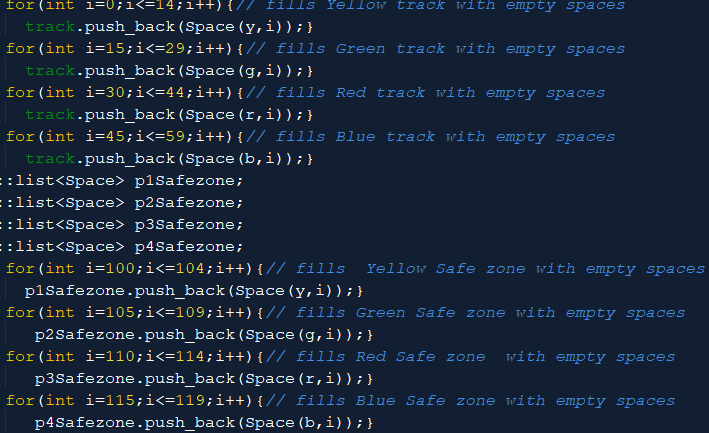 for(int i=0;i<=14;i++){// fills Yellow track with empty spaces
track.push_back(Space(y,i));}
for(int i=15;i<=29;i++){// fills Green track with empty spaces
track.push_back(Space(g,i));}
for(int i=30;i<=44;i++){// fills Red track with empty spaces
track.push_back(Space(r,i));}
for(int i=45;i<=59;i++){// fills Blue track with empty spaces
track.push_back(Space(b,i));}
::list<Space> p1Safezone;
::list<Space> p2Safezone;
::list<Space> p3Safezone;
::list<Space> p4Safezone;
for(int i=100;i<=104;i++){// fills  Yellow Safe zone with empty spaces
p1Safezone.push_back(Space(y,i));}
for(int i=105;i<=109;i++){// fills Green Safe zone with empty spaces
p2Safezone.push_back(Space(g,i));}
for(int i=110;i<=114;i++){// fills Red Safe zone  with empty spaces
p3Safezone.push_back(Space(r,i));}
for(int i=115;i<=119;i++){// fills Blue Safe zone with empty spaces
p4Safezone.push_back(Space(b,i));}